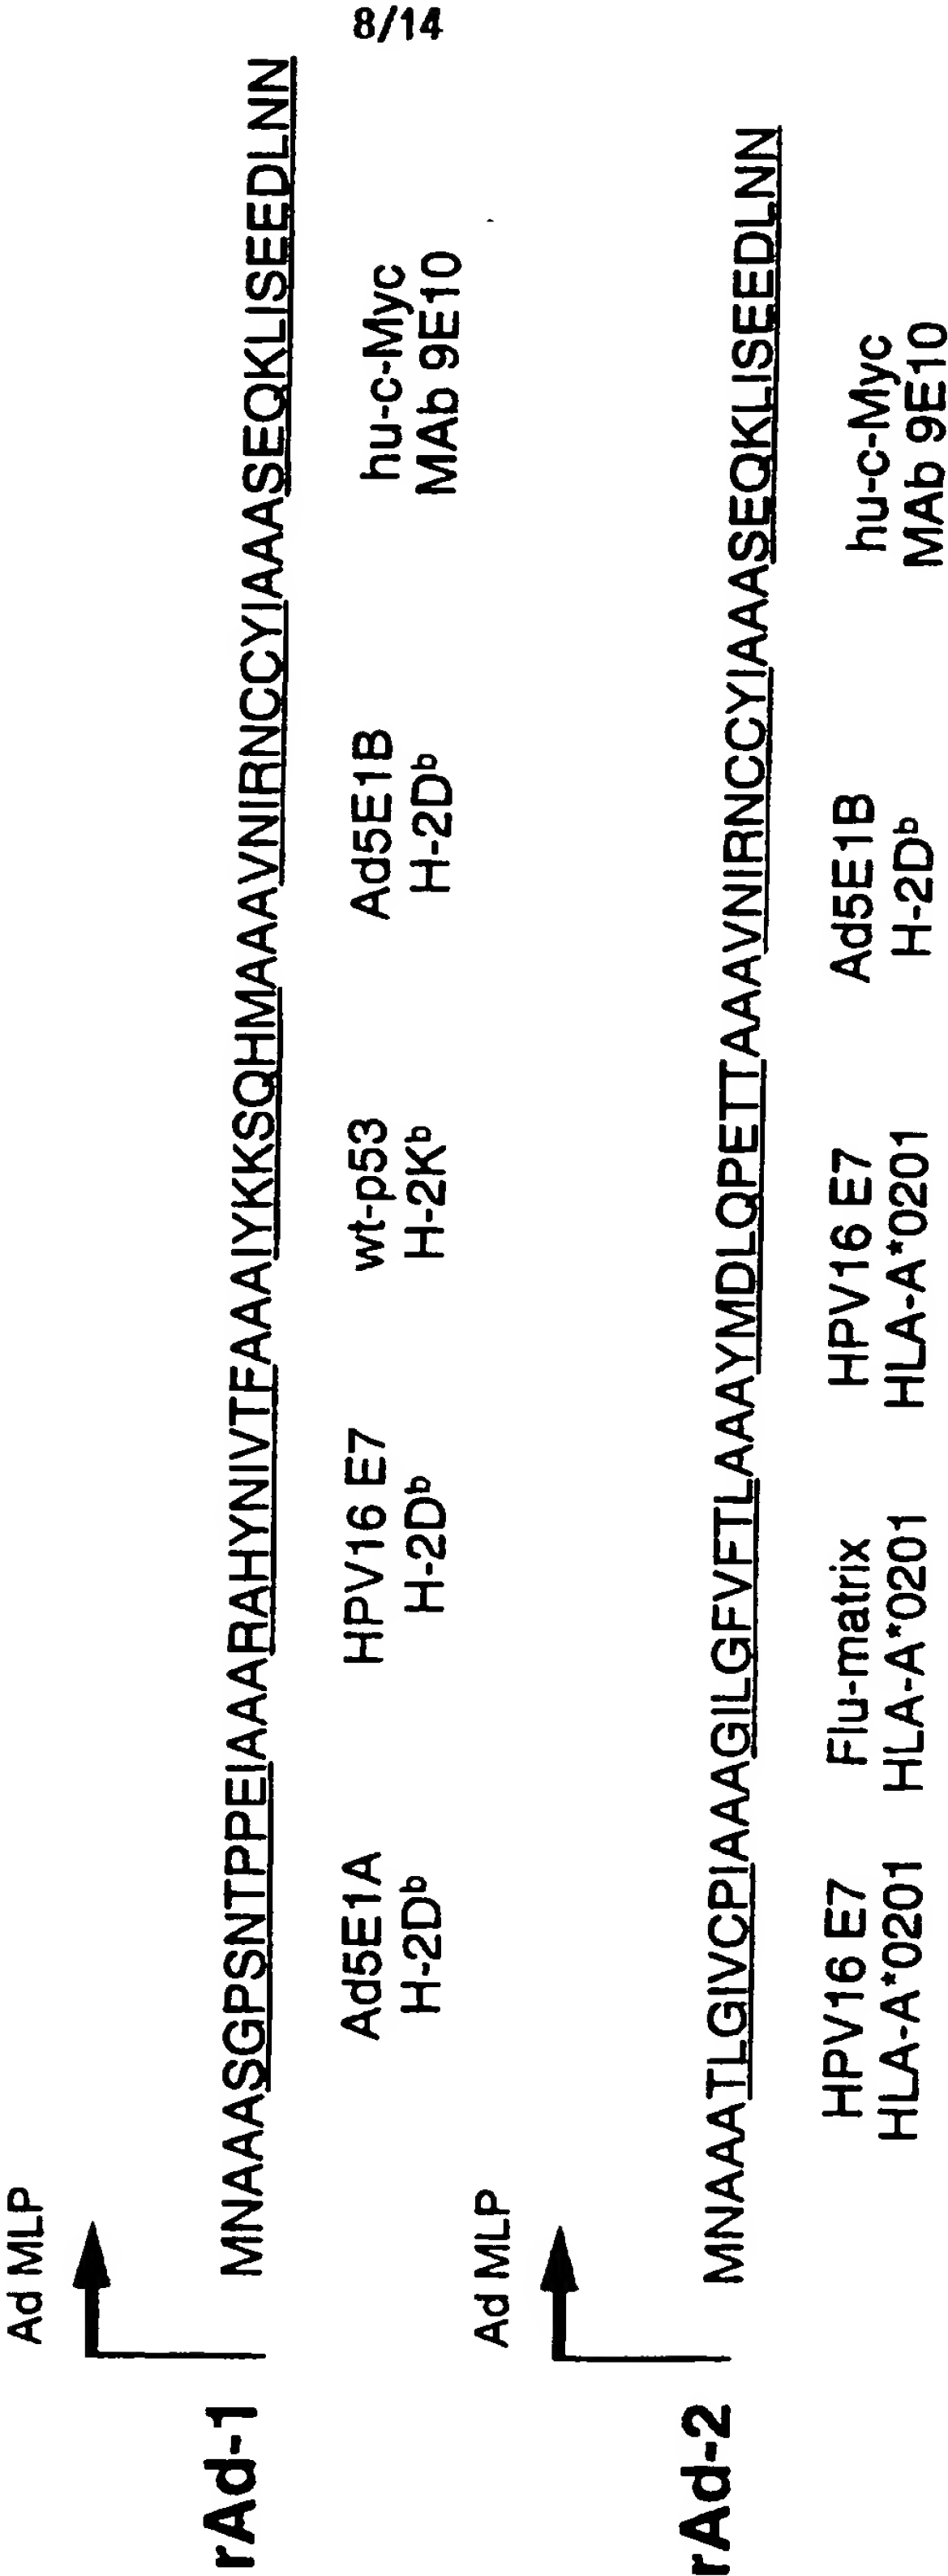 8/14
Ad MLP
rAd-1
MNAAASGPSNTPPEIAAARAHYNIVTFAAAIYKKSQHMAAAVNIRNCCYIAAASEQKLISEEDLNN
Ad5E1A HPV16 E7 wt-p53 Ad5E1B hu-c-Myc
H-2Dᵇ H-2Dᵇ H-2Kᵇ H-2Dᵇ MAb 9E10
Ad MLP
rAd-2
MNAAATLGIVCPIAAAGILGFVFTLAAAYMDLQPETTAAAVNIRNCCYIAAASEQKLISEEDLNN
HPV16 E7 Flu-matrix HPV16 E7 Ad5E1B hu-c-Myc
HLA-A*0201 HLA-A*0201 HLA-A*0201 H-2Dᵇ MAb 9E10